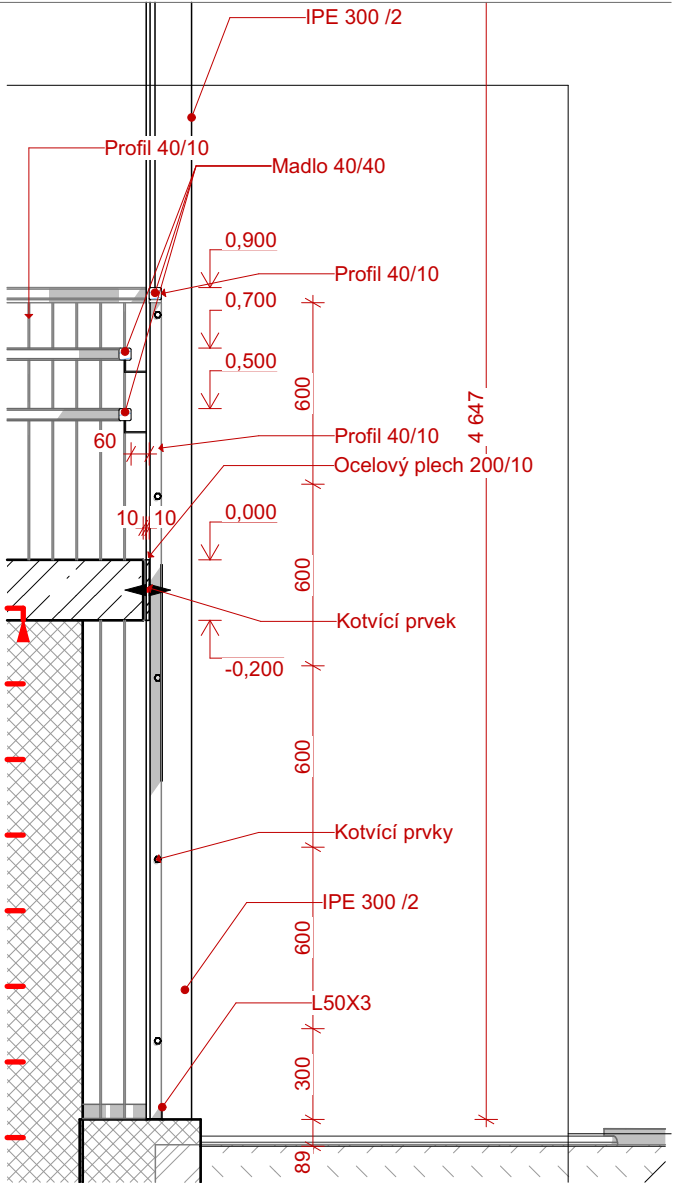 IPE 300 /2
Profil 40/10
Madlo 40/40
0,900
Profil 40/10
0,700
0,500
600
4 647
60
Profil 40/10
Ocelový plech 200/10
10 10
0,000
600
Kotvící prvek
-0,200
600
Kotvící prvky
IPE 300 /2
600
L50X3
300
89